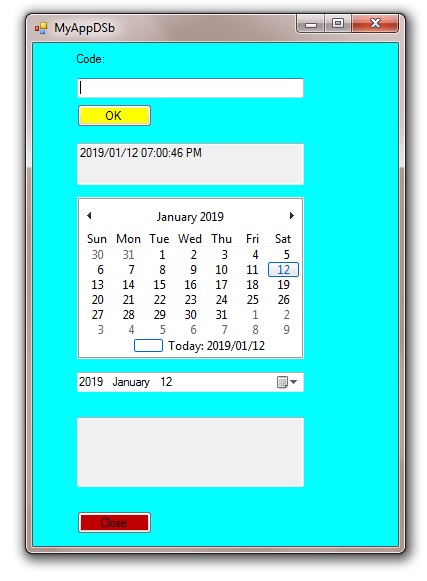 MyAppDSb
Code:
OK
2019/01/12 07:00:46 PM
January 2019
Sun Mon Tue Wed Thu Fri Sat
30 31 1 2 3 4 5
6 7 8 9 10 11 12
13 14 15 16 17 18 19
20 21 22 23 24 25 26
27 28 29 30 31 1 2
3 4 5 6 7 8 9
Today: 2019/01/12
2019 January 12
Close